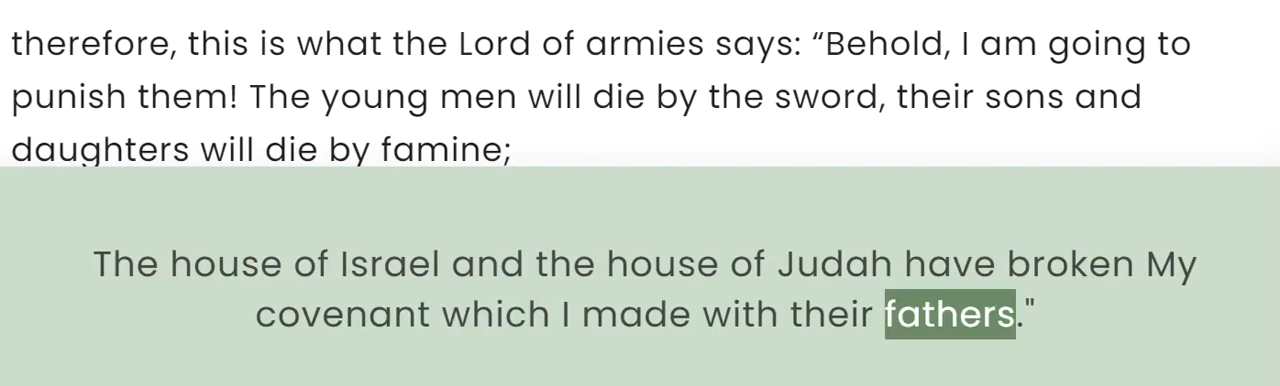 therefore, this is what the Lord of armies says: “Behold, I am going to
punish them! The young men will die by the sword, their sons and
daughters will die by famine;
The house of Israel and the house of Judah have broken My
covenant which I made with their fathers."